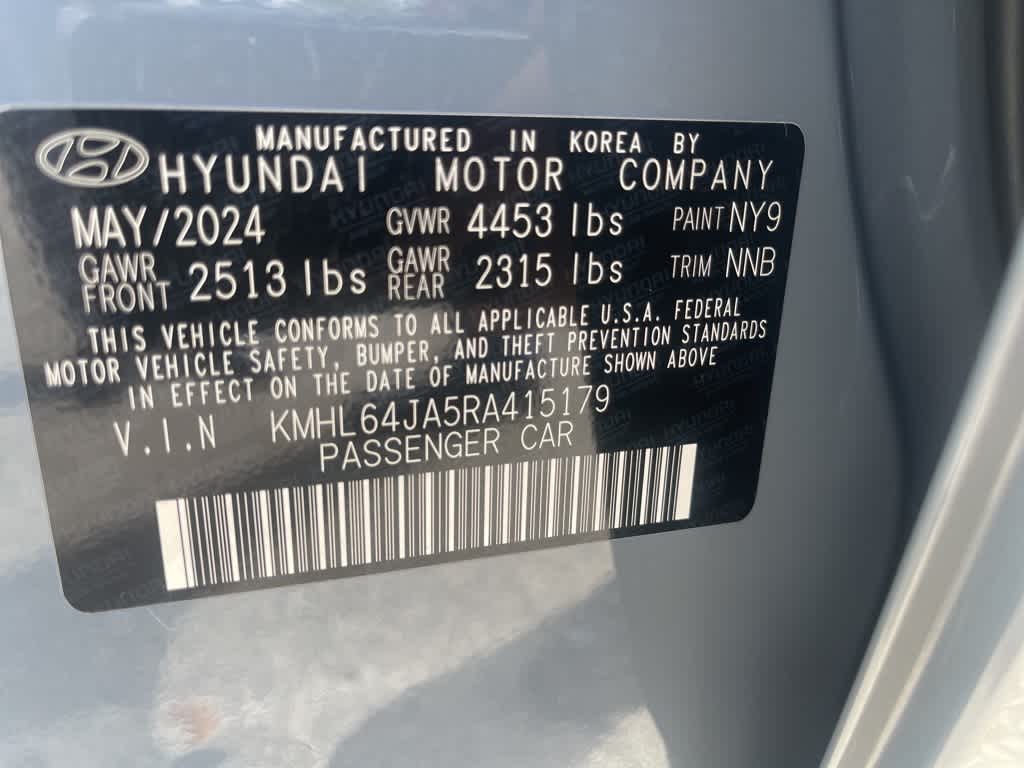 MANUFACTURED IN KOREA BY
HYUNDAI MOTOR COMPANY
MAY/2024 GVWR 4453 lbs PAINT NY9
GAWR FRONT 2513 lbs GAWR REAR 2315 lbs TRIM NNB
THIS VEHICLE CONFORMS TO ALL APPLICABLE U.S.A. FEDERAL
MOTOR VEHICLE SAFETY, BUMPER, AND THEFT PREVENTION STANDARDS
IN EFFECT ON THE DATE OF MANUFACTURE SHOWN ABOVE
V.I.N KMHL64JA5RA415179
PASSENGER CAR